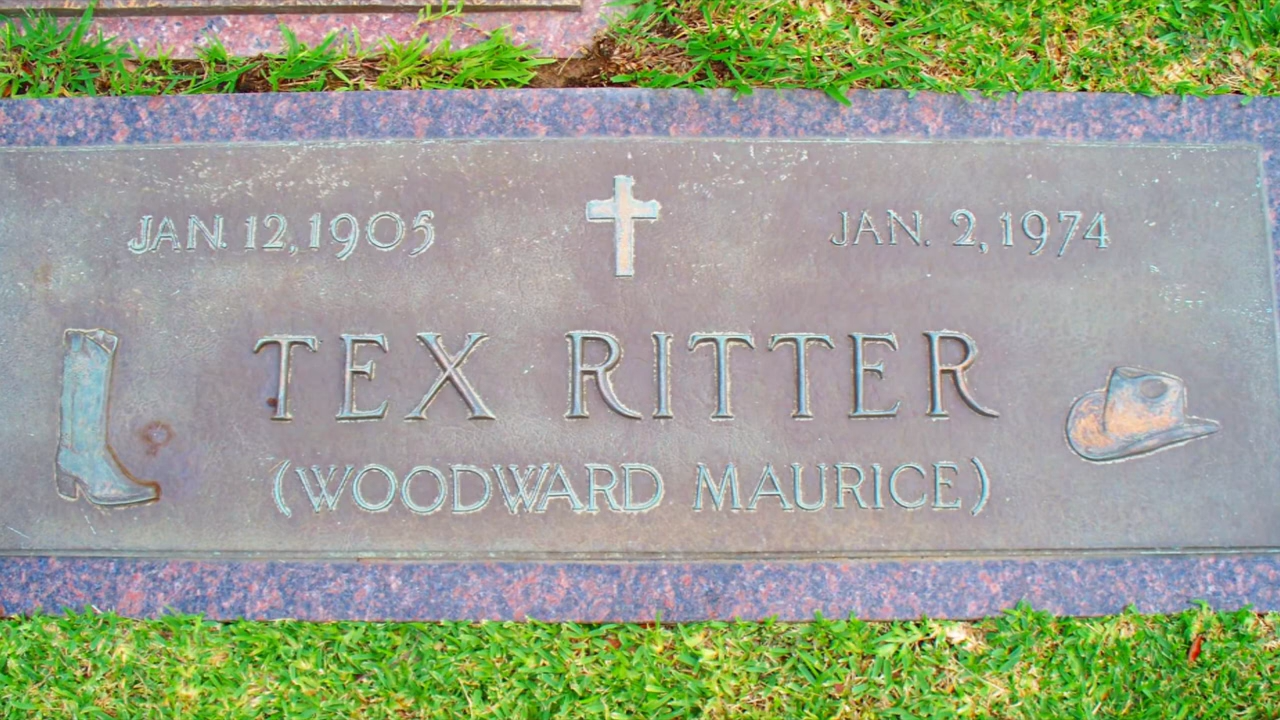 JAN. 12, 1905 JAN. 2, 1974
TEX RITTER
(WOODWARD MAURICE)